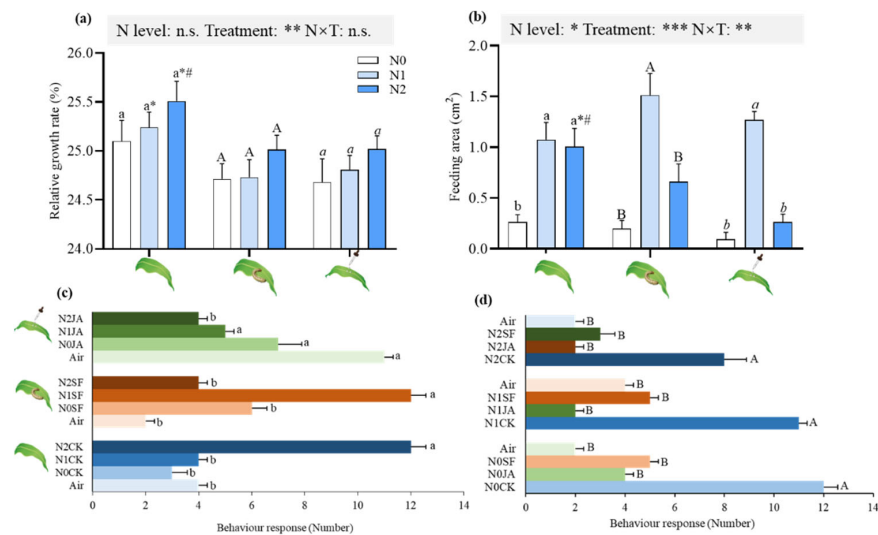 (a)
N level: n.s. Treatment: ** N×T: n.s.
26.0
25.5
25.0
24.5
24.0
Relative growth rate (%)
N0
N1
N2
a
a*
a*#
A
A
A
a
a
a
(b)
N level: * Treatment: *** N×T: **
2.0
1.5
1.0
0.5
0.0
Feeding area (cm2)
b
a
a*#
B
A
B
b
a
b
(c)
N2JA
b
N1JA
a
N0JA
a
Air
a
N2SF
b
N1SF
a
N0SF
b
Air
b
N2CK
a
N1CK
b
N0CK
b
Air
b
0 2 4 6 8 10 12 14
Behaviour response (Number)
(d)
Air
B
N2SF
B
N2JA
B
N2CK
A
Air
B
N1SF
B
N1JA
B
N1CK
A
Air
B
N0SF
B
N0JA
B
N0CK
A
0 2 4 6 8 10 12 14
Behaviour response (Number)